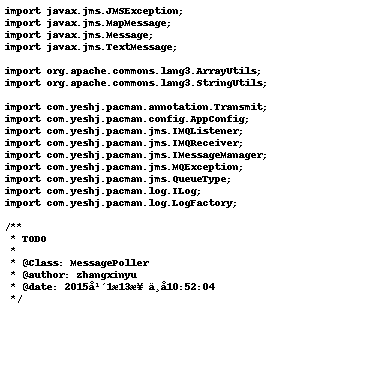 import javax.jms.JMSException;
import javax.jms.MapMessage;
import javax.jms.Message;
import javax.jms.TextMessage;
import org.apache.commons.lang3.ArrayUtils;
import org.apache.commons.lang3.StringUtils;
import com.yeshj.pacman.annotation.Transmit;
import com.yeshj.pacman.config.AppConfig;
import com.yeshj.pacman.jms.IMQListener;
import com.yeshj.pacman.jms.IMQReceiver;
import com.yeshj.pacman.jms.IMessageManager;
import com.yeshj.pacman.jms.MQException;
import com.yeshj.pacman.jms.QueueType;
import com.yeshj.pacman.log.ILog;
import com.yeshj.pacman.log.LogFactory;
/**
* TODO
*
* @Class: MessagePoller
* @author: zhangxinyu
* @date: 2015å¹´1æ13æ¥ ä¸å10:52:04
*/